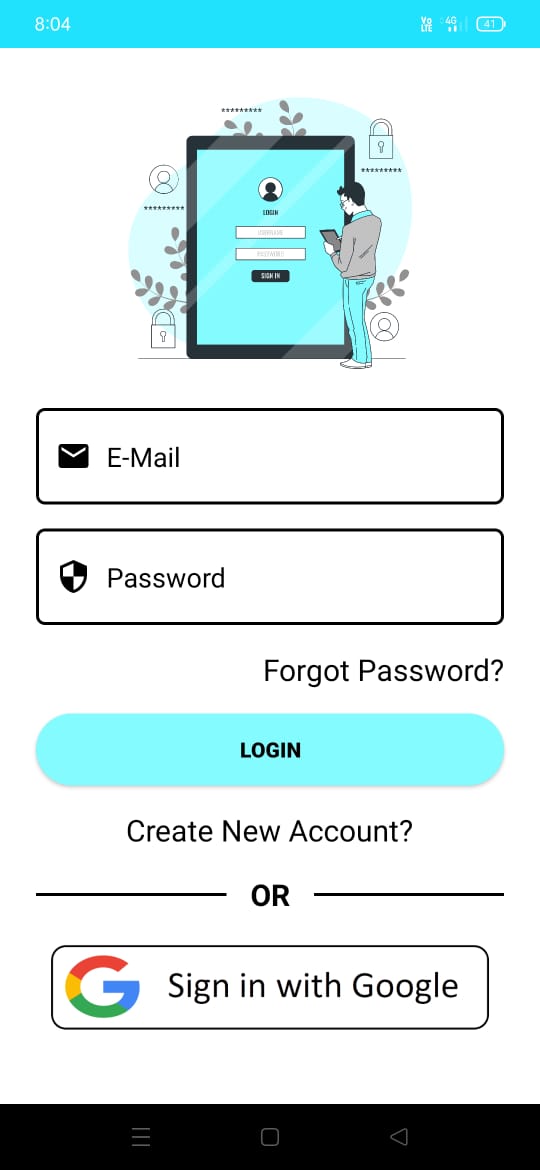 8:04
Vo LTE 4G 41
*********
*********
*********
LOGIN
USERNAME
PASSWORD
SIGN IN
E-Mail
Password
Forgot Password?
LOGIN
Create New Account?
OR
Sign in with Google